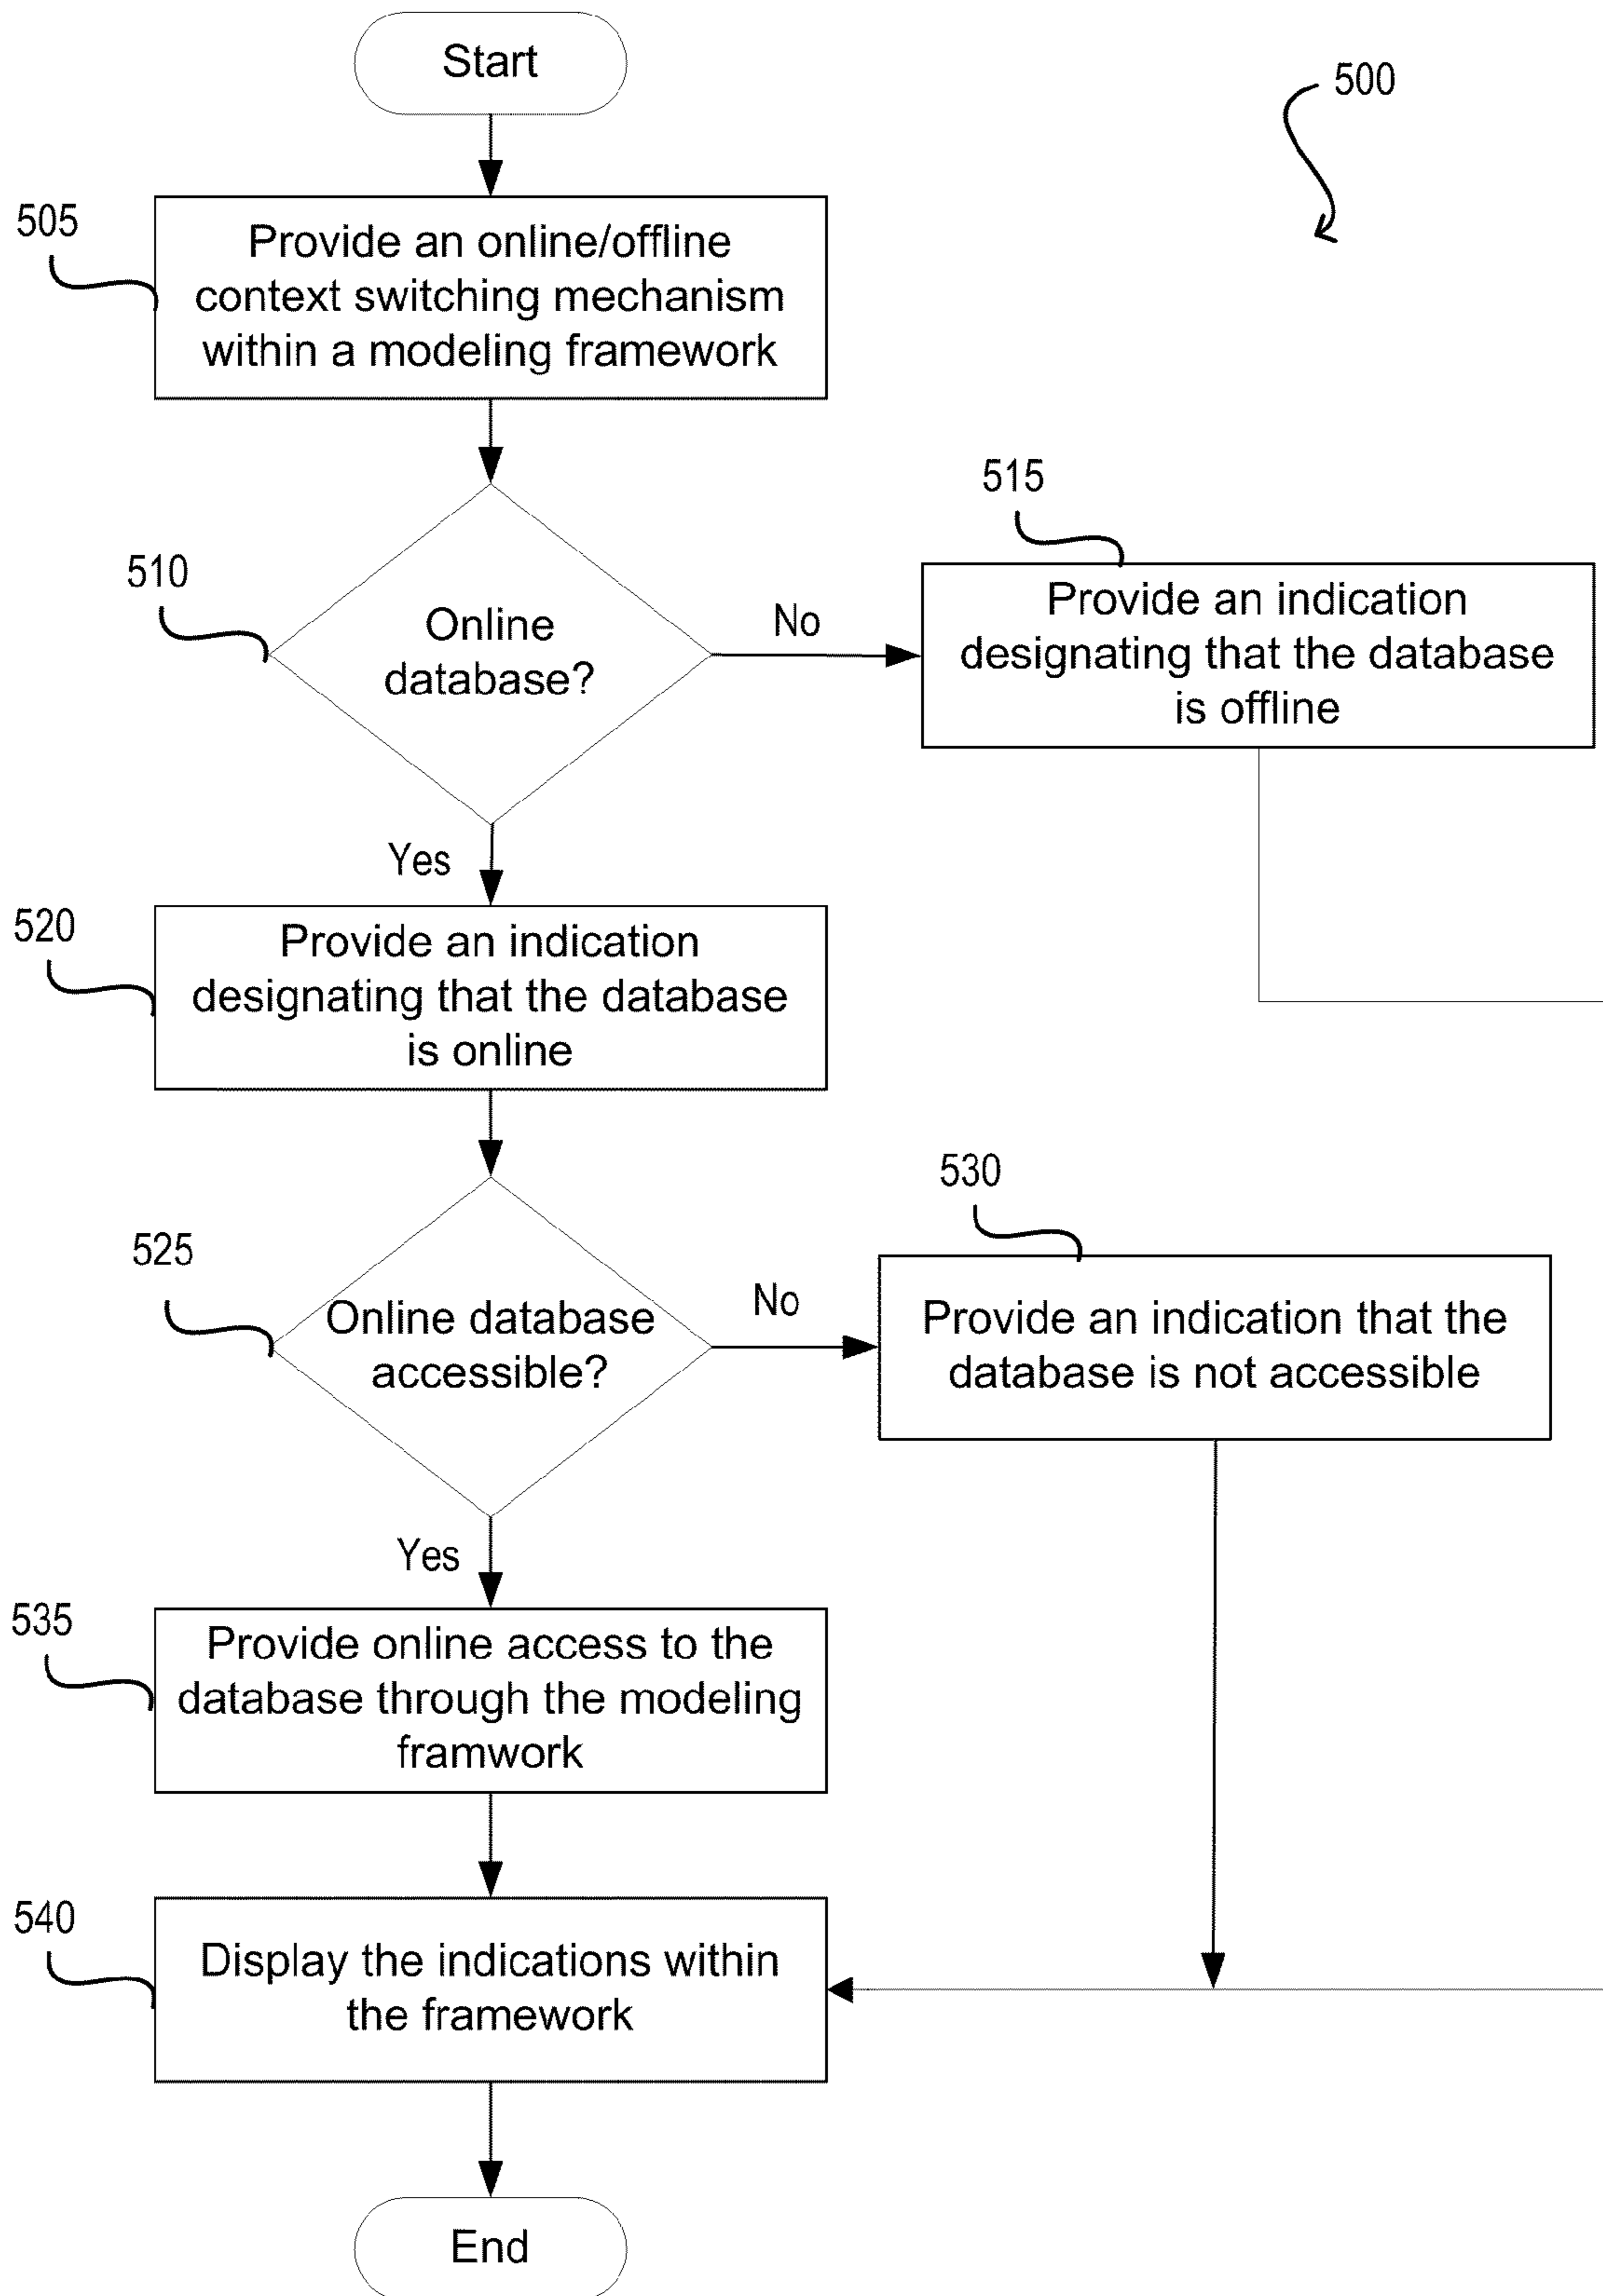 Start
500
505
Provide an online/offline
context switching mechanism
within a modeling framework
515
510
Online
database?
No
Provide an indication
designating that the database
is offline
Yes
520
Provide an indication
designating that the database
is online
530
525
Online database
accessible?
No
Provide an indication that the
database is not accessible
Yes
535
Provide online access to the
database through the modeling
framwork
540
Display the indications within
the framework
End